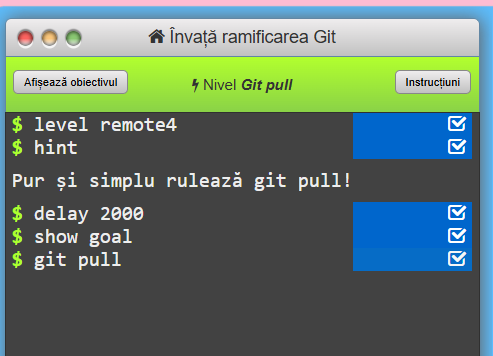 Învață ramificarea Git
Afișează obiectivul
Nivel Git pull
Instrucțiuni
$ level remote4
$ hint
Pur și simplu rulează git pull!
$ delay 2000
$ show goal
$ git pull